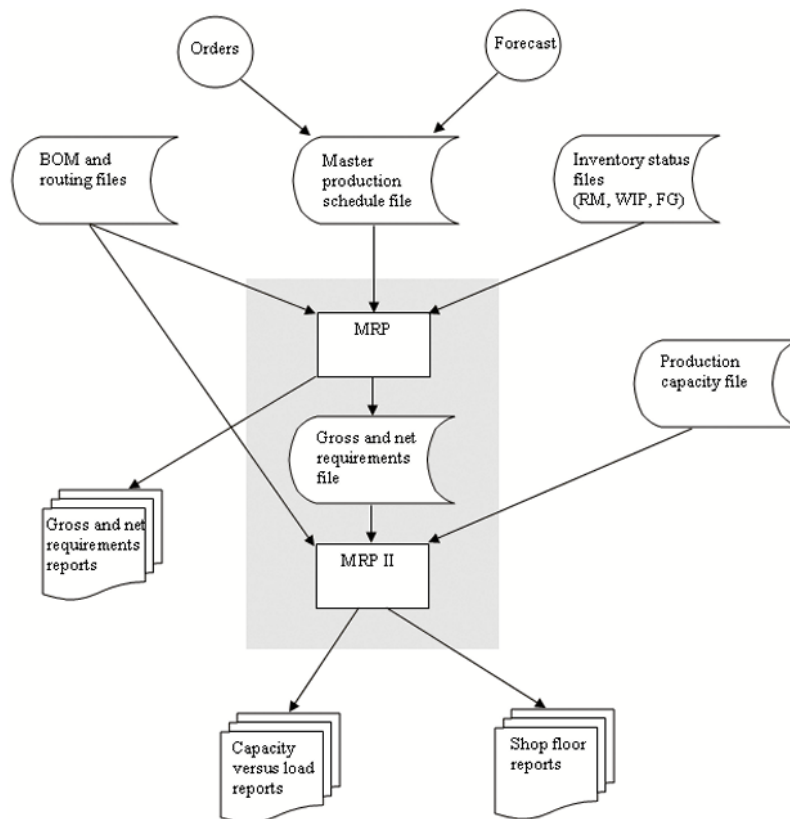 Orders
Forecast
BOM and
routing files
Master
production
schedule file
Inventory status
files
(RM, WIP, FG)
MRP
Production
capacity file
Gross and net
requirements
file
Gross and net
requirements
reports
MRP II
Capacity
versus load
reports
Shop floor
reports